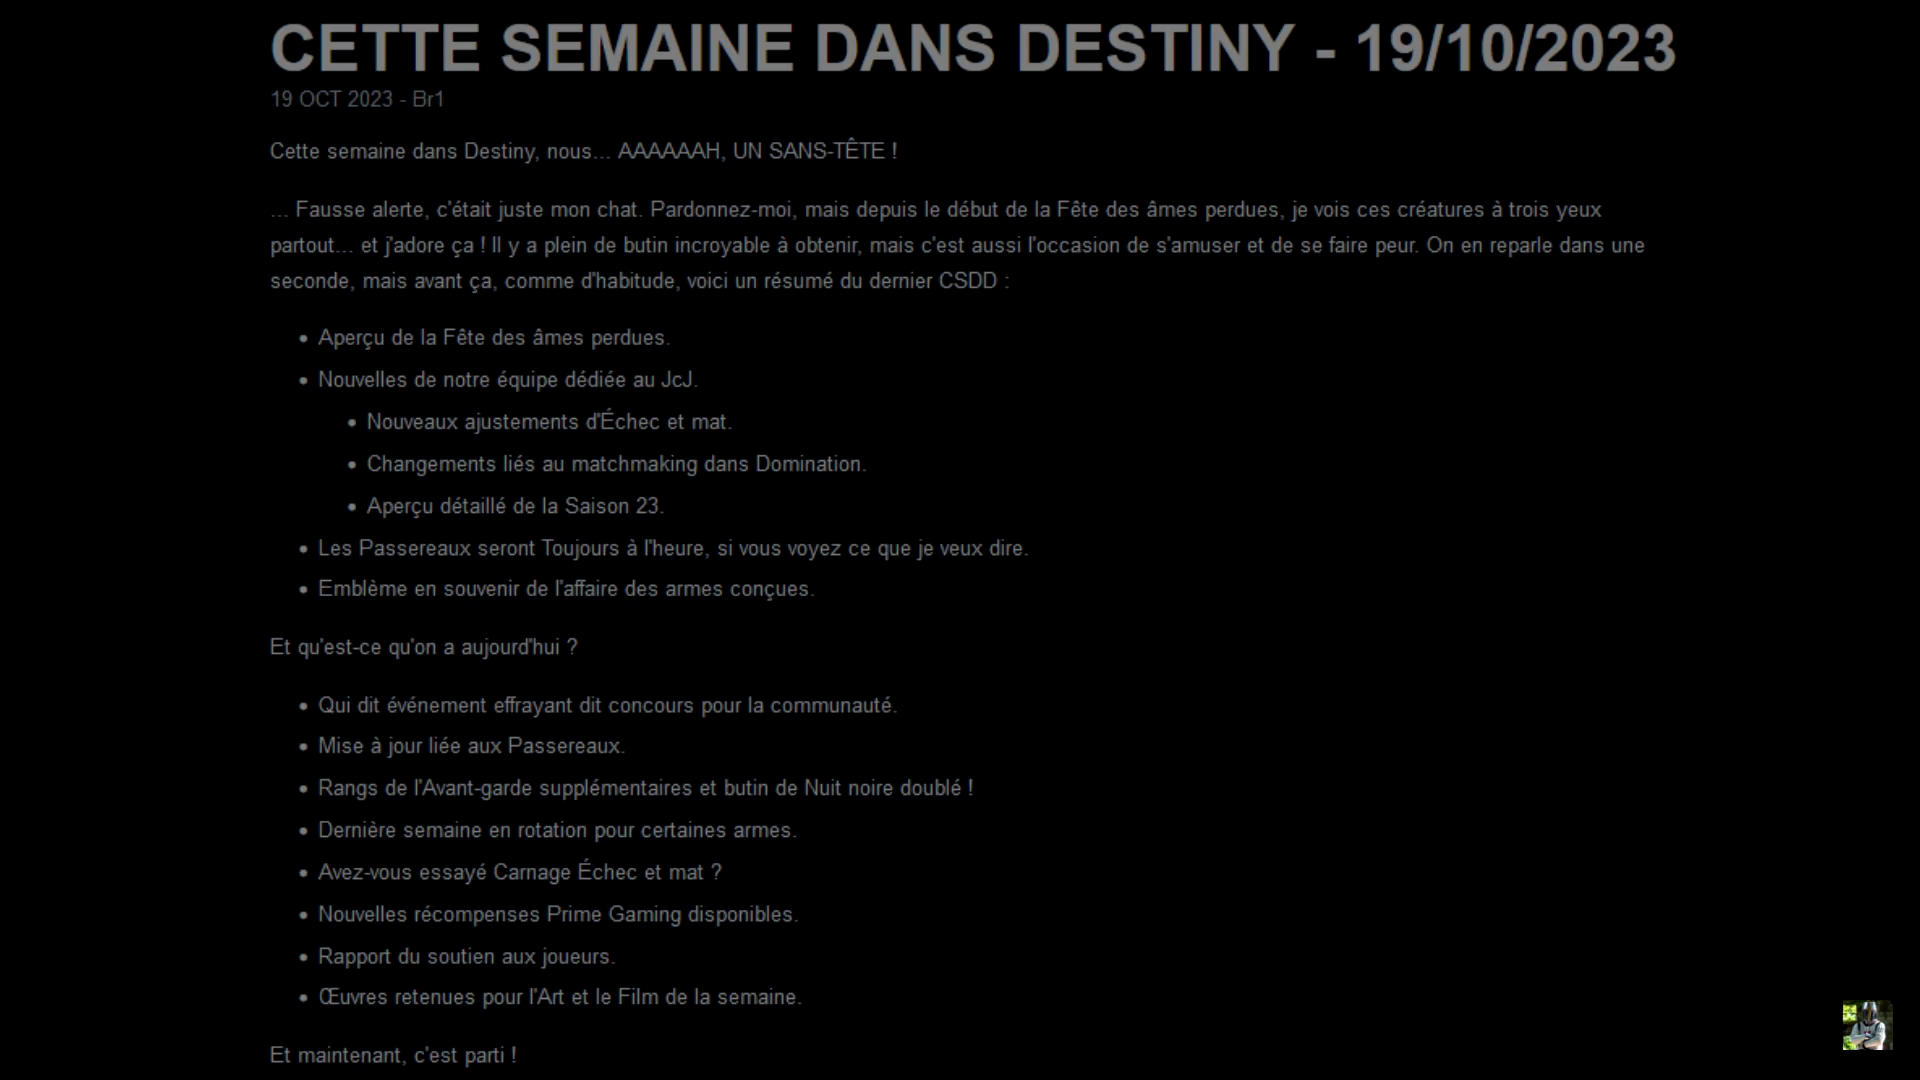 CETTE SEMAINE DANS DESTINY - 19/10/2023
19 OCT 2023 - Br1
Cette semaine dans Destiny, nous... AAAAAAH, UN SANS-TÊTE !
... Fausse alerte, c'était juste mon chat. Pardonnez-moi, mais depuis le début de la Fête des âmes perdues, je vois ces créatures à trois yeux
partout... et j'adore ça ! Il y a plein de butin incroyable à obtenir, mais c'est aussi l'occasion de s'amuser et de se faire peur. On en reparle dans une
seconde, mais avant ça, comme d'habitude, voici un résumé du dernier CSDD :
• Aperçu de la Fête des âmes perdues.
• Nouvelles de notre équipe dédiée au JcJ.
• Nouveaux ajustements d'Échec et mat.
• Changements liés au matchmaking dans Domination.
• Aperçu détaillé de la Saison 23.
• Les Passereaux seront Toujours à l'heure, si vous voyez ce que je veux dire.
• Emblème en souvenir de l'affaire des armes conçues.
Et qu'est-ce qu'on a aujourd'hui ?
• Qui dit événement effrayant dit concours pour la communauté.
• Mise à jour liée aux Passereaux.
• Rangs de l'Avant-garde supplémentaires et butin de Nuit noire doublé !
• Dernière semaine en rotation pour certaines armes.
• Avez-vous essayé Carnage Échec et mat ?
• Nouvelles récompenses Prime Gaming disponibles.
• Rapport du soutien aux joueurs.
• Œuvres retenues pour l'Art et le Film de la semaine.
Et maintenant, c'est parti !